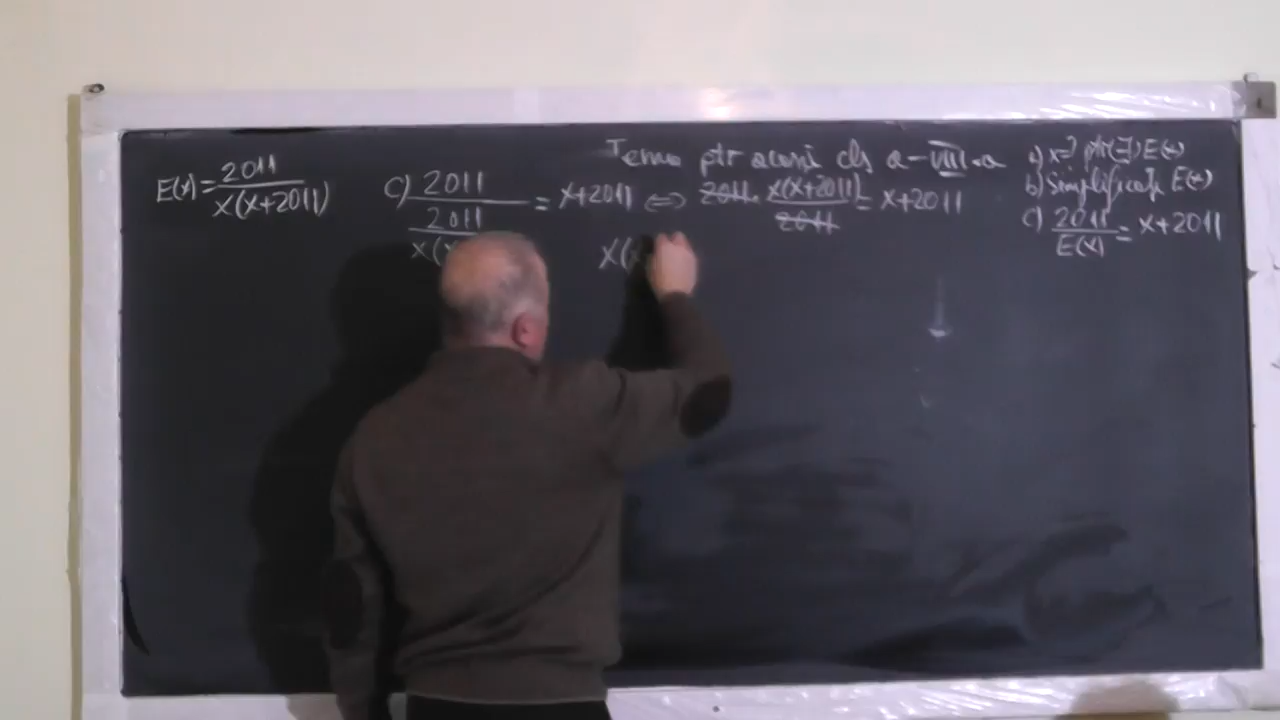 Tema ptr acasă cls a-VIII-a
E(x)=2011/x(x+2011)
c) 2011/(2011/x(x = x+2011 ⇔ 2011·x(x+2011)/2011 = x+2011
x(x
a) x=? ptr(∃) E(x)
b) Simplificați E(x)
c) 2011/E(x) = x+2011